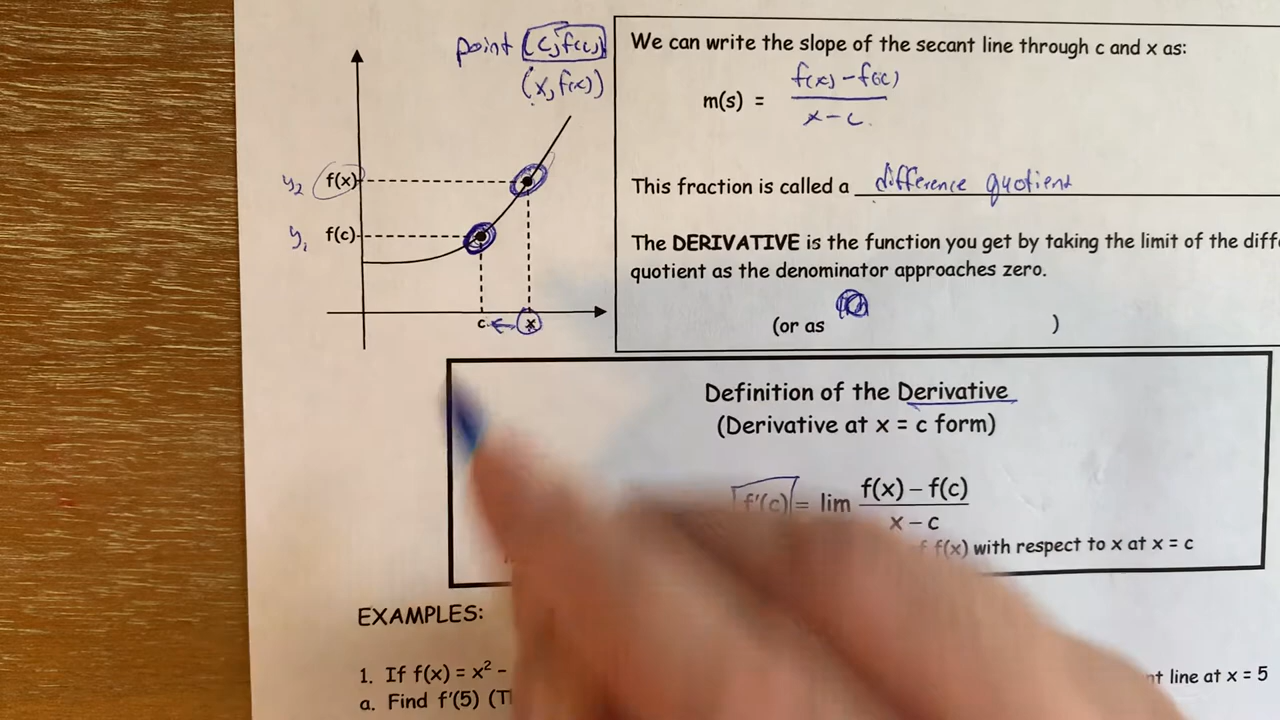 point (c, f(c))
(x, f(x))
y2 f(x)
y1 f(c)
c x
We can write the slope of the secant line through c and x as:
m(s) = f(x) - f(c)
x - c
This fraction is called a difference quotient
The DERIVATIVE is the function you get by taking the limit of the diff
quotient as the denominator approaches zero.
(or as )
Definition of the Derivative
(Derivative at x = c form)
f'(c) = lim f(x) – f(c)
x – c
f(x) with respect to x at x = c
EXAMPLES:
1. If f(x) = x² – line at x = 5
a. Find f'(5)